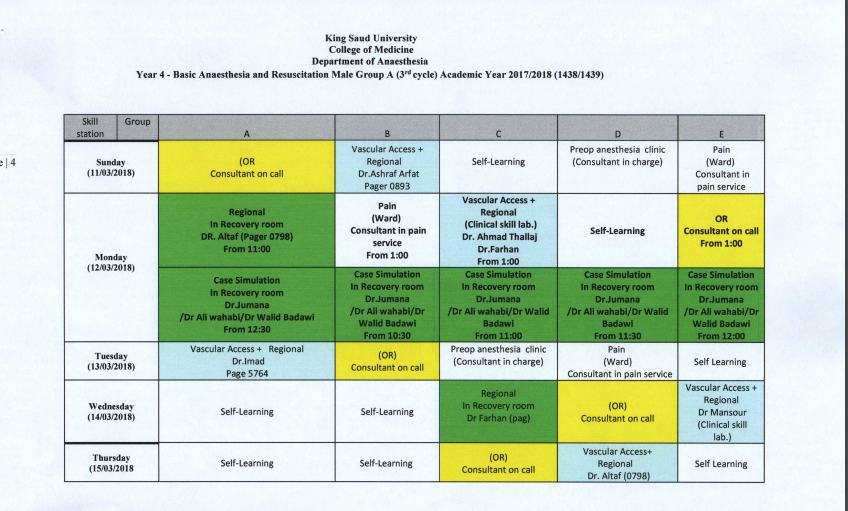 King Saud University
College of Medicine
Department of Anaesthesia
Year 4 - Basic Anaesthesia and Resuscitation Male Group A (3rd cycle) Academic Year 2017/2018 (1438/1439)
e | 4
Skill station Group
A B C D E
Sunday
(11/03/2018)
(OR
Consultant on call
Vascular Access +
Regional
Dr.Ashraf Arfat
Pager 0893
Self-Learning
Preop anesthesia clinic
(Consultant in charge)
Pain
(Ward)
Consultant in
pain service
Monday
(12/03/2018)
Regional
In Recovery room
DR. Altaf (Pager 0798)
From 11:00
Pain
(Ward)
Consultant in pain
service
From 1:00
Vascular Access +
Regional
(Clinical skill lab.)
Dr. Ahmad Thallaj
Dr.Farhan
From 1:00
Self-Learning
OR
Consultant on call
From 1:00
Case Simulation
In Recovery room
Dr.Jumana
/Dr Ali wahabi/Dr Walid Badawi
From 12:30
Case Simulation
In Recovery room
Dr.Jumana
/Dr Ali wahabi/Dr
Walid Badawi
From 10:30
Case Simulation
In Recovery room
Dr.Jumana
/Dr Ali wahabi/Dr Walid
Badawi
From 11:00
Case Simulation
In Recovery room
Dr.Jumana
/Dr Ali wahabi/Dr Walid
Badawi
From 11:30
Case Simulation
In Recovery room
Dr.Jumana
/Dr Ali wahabi/Dr
Walid Badawi
From 12:00
Tuesday
(13/03/2018)
Vascular Access + Regional
Dr.Imad
Page 5764
(OR)
Consultant on call
Preop anesthesia clinic
(Consultant in charge)
Pain
(Ward)
Consultant in pain service
Self Learning
Wednesday
(14/03/2018)
Self-Learning
Self-Learning
Regional
In Recovery room
Dr Farhan (pag)
(OR)
Consultant on call
Vascular Access +
Regional
Dr Mansour
(Clinical skill
lab.)
Thursday
(15/03/2018
Self-Learning
Self-Learning
(OR)
Consultant on call
Vascular Access+
Regional
Dr. Altaf (0798)
Self Learning